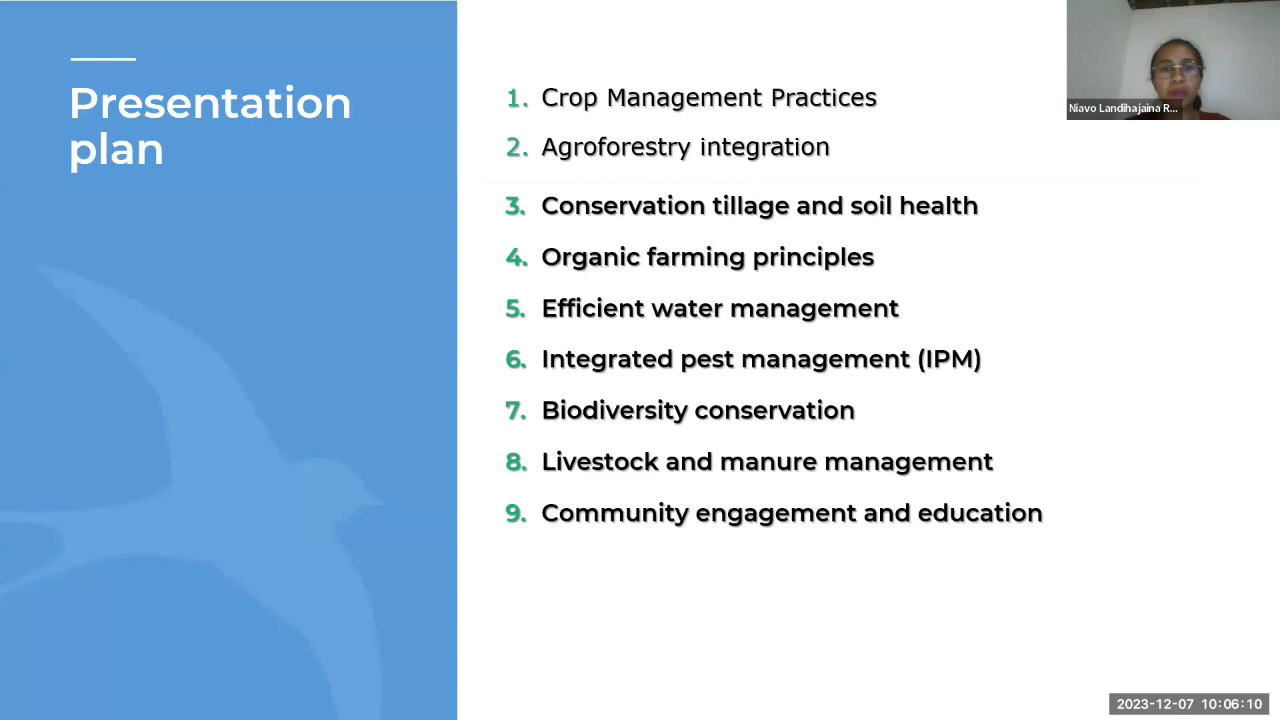 Presentation
plan
1. Crop Management Practices
2. Agroforestry integration
3. Conservation tillage and soil health
4. Organic farming principles
5. Efficient water management
6. Integrated pest management (IPM)
7. Biodiversity conservation
8. Livestock and manure management
9. Community engagement and education
Niavo Landihajaina R...
2023-12-07 10:06:10